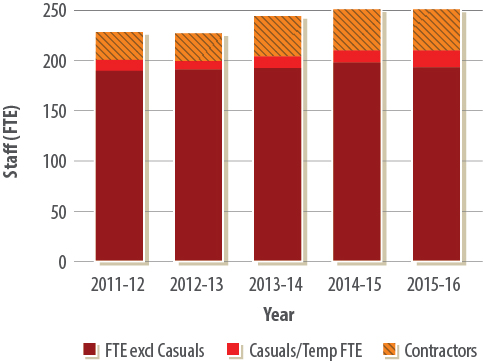 250
200
150
100
50
0
Staff (FTE)
2011-12 2012-13 2013-14 2014-15 2015-16
Year
FTE excl Casuals Casuals/Temp FTE Contractors